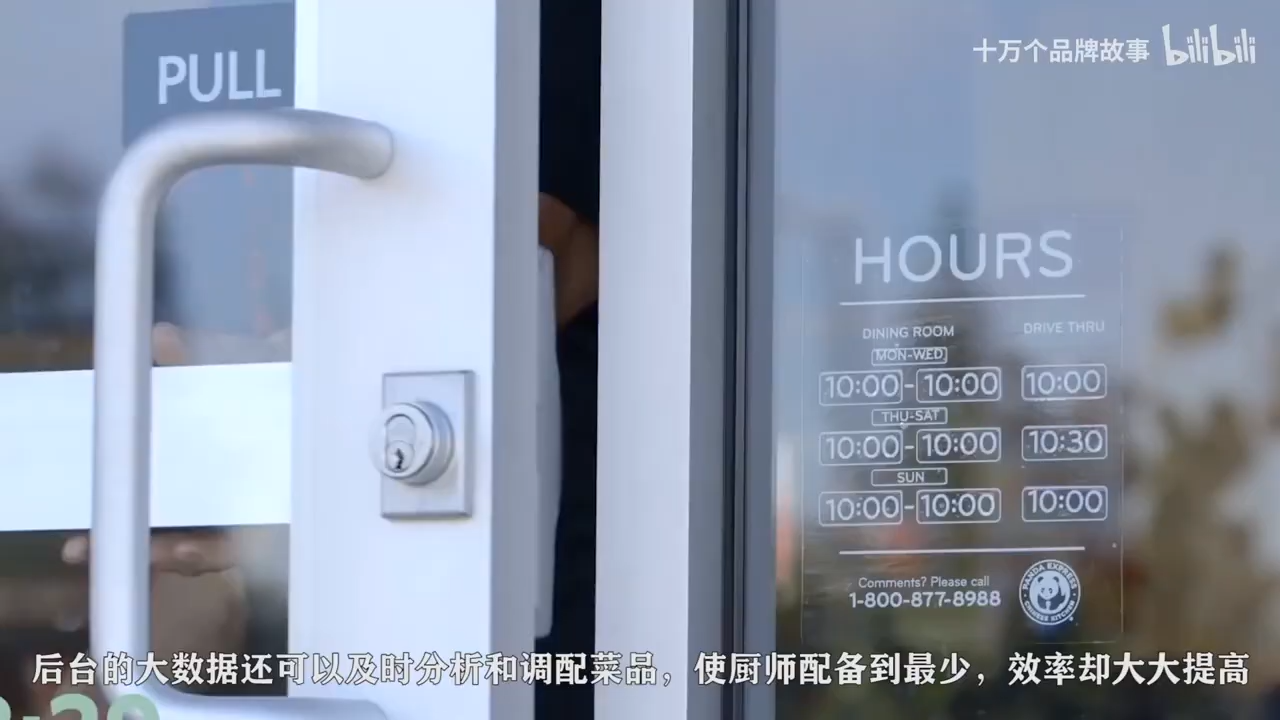 十万个品牌故事 bilibili
PULL
HOURS
DINING ROOM DRIVE THRU
MON-WED
10:00-10:00 10:00
THU-SAT
10:00-10:00 10:30
SUN
10:00-10:00 10:00
Comments? Please call
1-800-877-8988
PANDA EXPRESS
CHINESE KITCHEN
后台的大数据还可以及时分析和调配菜品，使厨师配备到最少，效率却大大提高